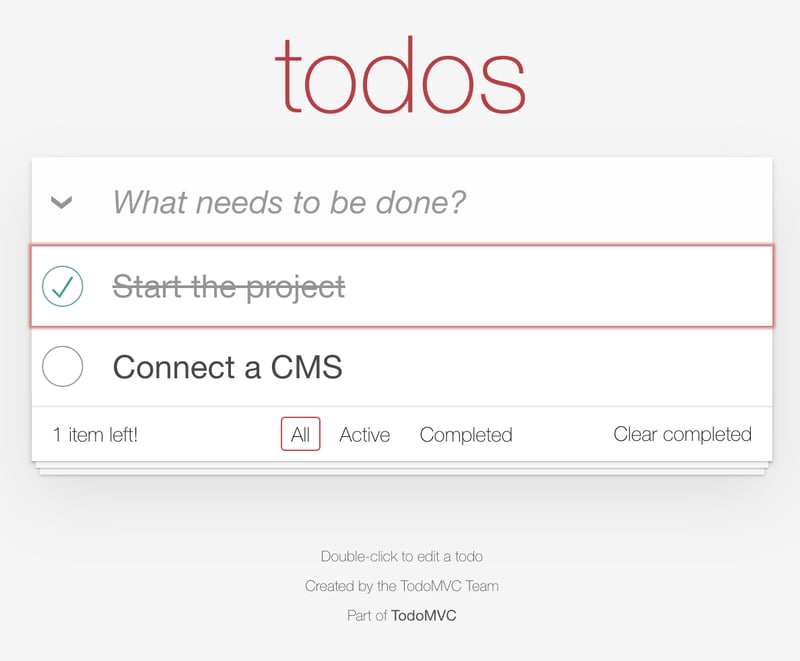 todos
What needs to be done?
Start the project
Connect a CMS
1 item left! All Active Completed Clear completed
Double-click to edit a todo
Created by the TodoMVC Team
Part of TodoMVC